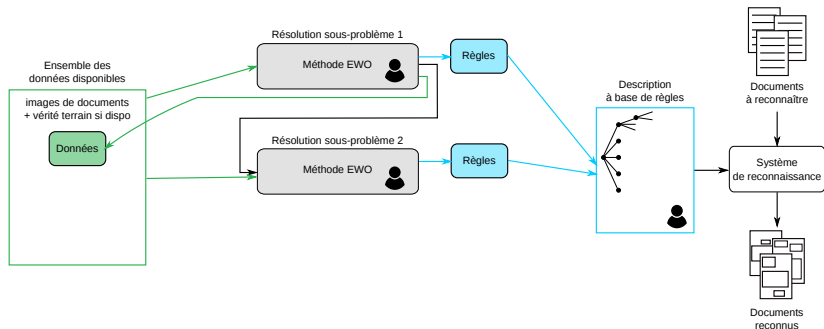 Ensemble des
données disponibles
images de documents
+ vérité terrain si dispo
Données
Résolution sous-problème 1
Méthode EWO
Règles
Résolution sous-problème 2
Méthode EWO
Règles
Description
à base de règles
Documents
à reconnaître
Système
de reconnaissance
Documents
reconnus